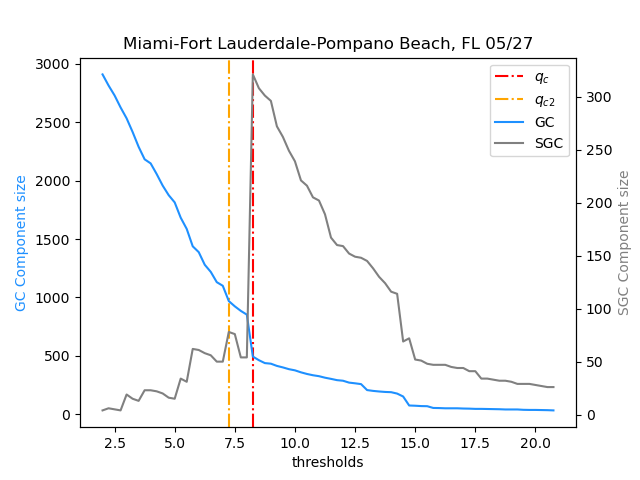 Miami-Fort Lauderdale-Pompano Beach, FL 05/27
GC Component size
3000
2500
2000
1500
1000
500
0
q_c
q_c2
GC
SGC
300
250
200
150
100
50
0
SGC Component size
2.5 5.0 7.5 10.0 12.5 15.0 17.5 20.0
thresholds